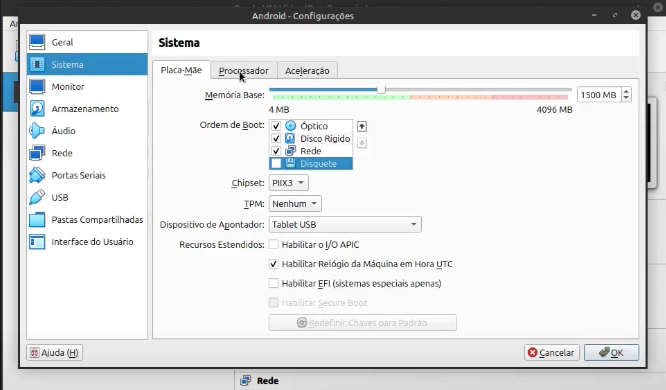 Android - Configurações
Geral
Sistema
Monitor
Armazenamento
Áudio
Rede
Portas Seriais
USB
Pastas Compartilhadas
Interface do Usuário
Sistema
Placa-Mãe
Processador
Aceleração
Memória Base:
1500 MB
4 MB
4096 MB
Ordem de Boot:
Óptico
Disco Rígido
Rede
Disquete
Chipset: PIIX3
TPM: Nenhum
Dispositivo de Apontador: Tablet USB
Recursos Estendidos: Habilitar o I/O APIC
Habilitar Relógio da Máquina em Hora UTC
Habilitar EFI (sistemas especiais apenas)
Habilitar Secure Boot
Redefinir Chaves para Padrão
Ajuda (H)
Cancelar
OK
Rede